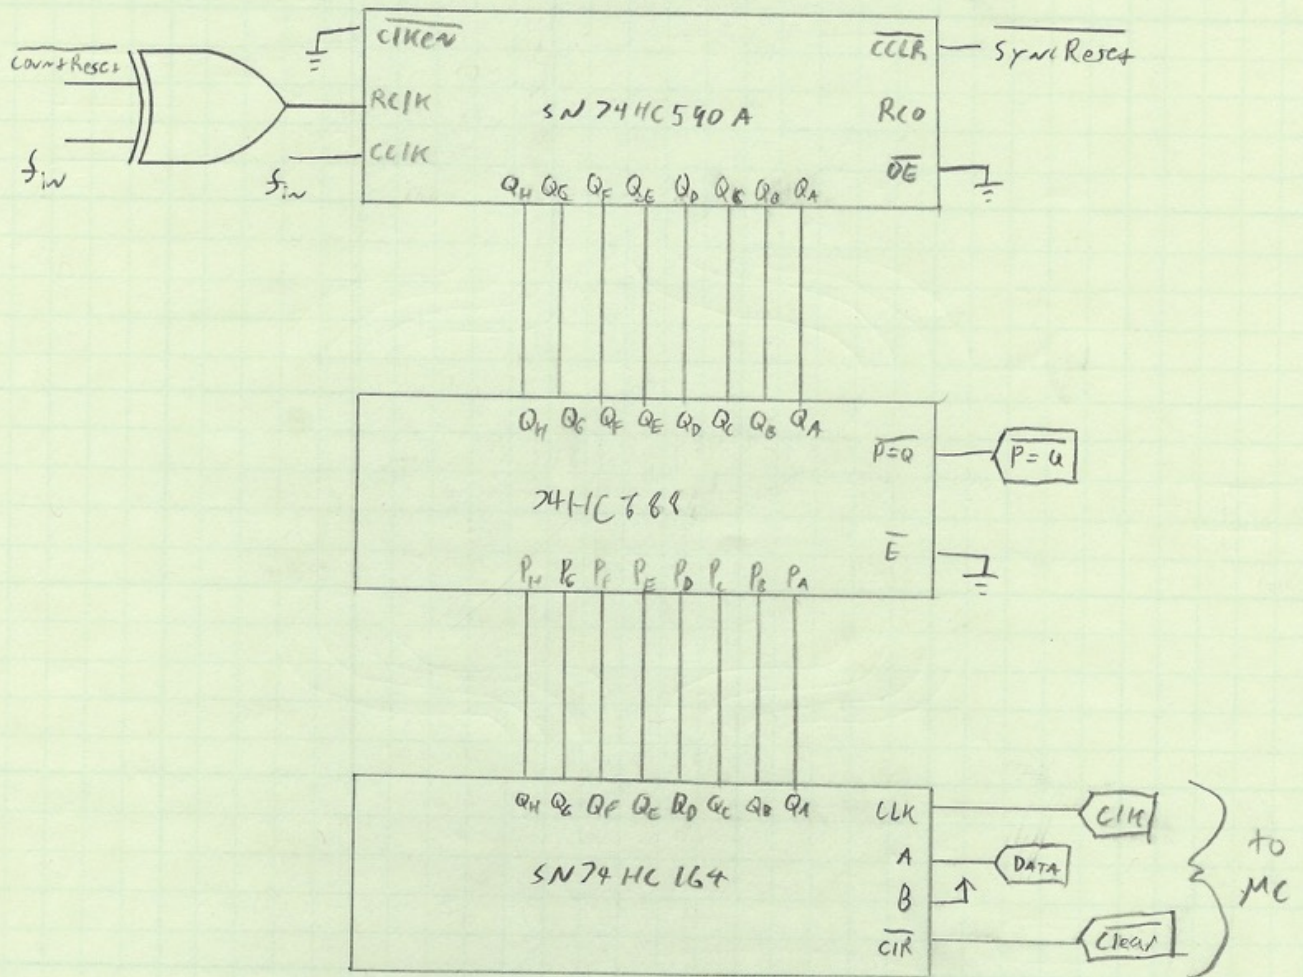 CountReset
fin
fin
ClKen
RClK
CClK
SN74HC590A
CCLR
RCO
OE
SyncReset
QH QG QF QE QD QC QB QA
QH QG QF QE QD QC QB QA
P=Q
P=Q
74HC688
E
PH PG PF PE PD PC PB PA
QH QG QF QE QD QC QB QA
CLK
ClK
SN74HC164
A
DATA
B
ClR
Clear
to
µC